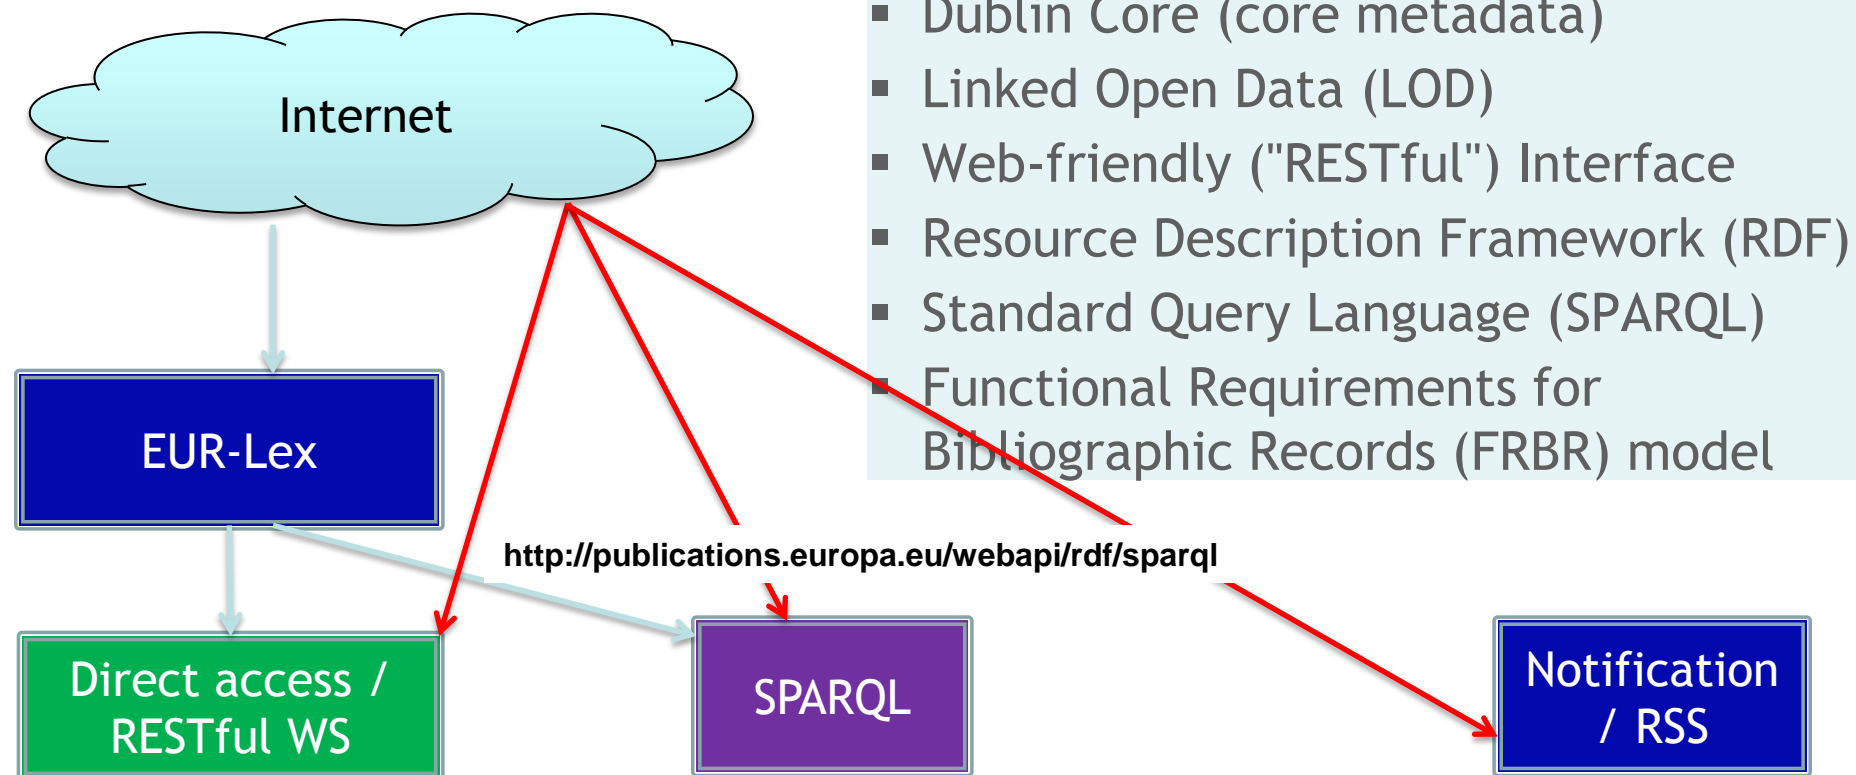 Internet
▪ Dublin Core (core metadata)
▪ Linked Open Data (LOD)
▪ Web-friendly ("RESTful") Interface
▪ Resource Description Framework (RDF)
▪ Standard Query Language (SPARQL)
▪ Functional Requirements for
Bibliographic Records (FRBR) model
EUR-Lex
http://publications.europa.eu/webapi/rdf/sparql
Direct access /
RESTful WS
SPARQL
Notification
/ RSS